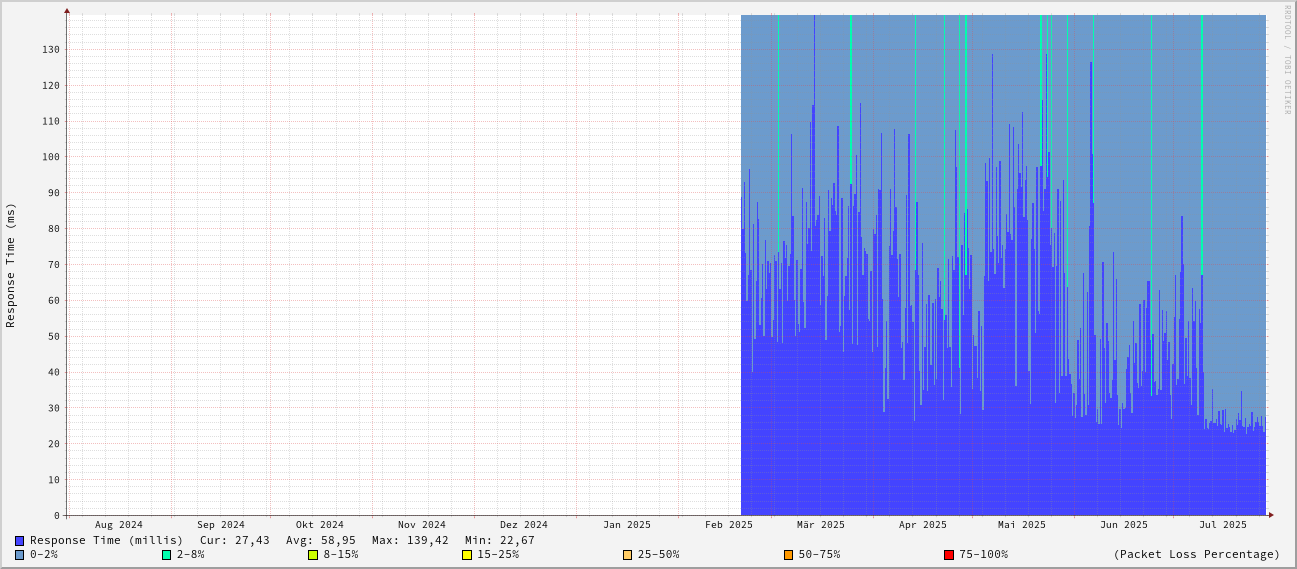 RRDTOOL / TOBI OETIKER
Response Time (ms)
130
120
110
100
90
80
70
60
50
40
30
20
10
0
Aug 2024 Sep 2024 Okt 2024 Nov 2024 Dez 2024 Jan 2025 Feb 2025 Mär 2025 Apr 2025 Mai 2025 Jun 2025 Jul 2025
Response Time (millis) Cur: 27,43 Avg: 58,95 Max: 139,42 Min: 22,67
0-2% 2-8% 8-15% 15-25% 25-50% 50-75% 75-100% (Packet Loss Percentage)